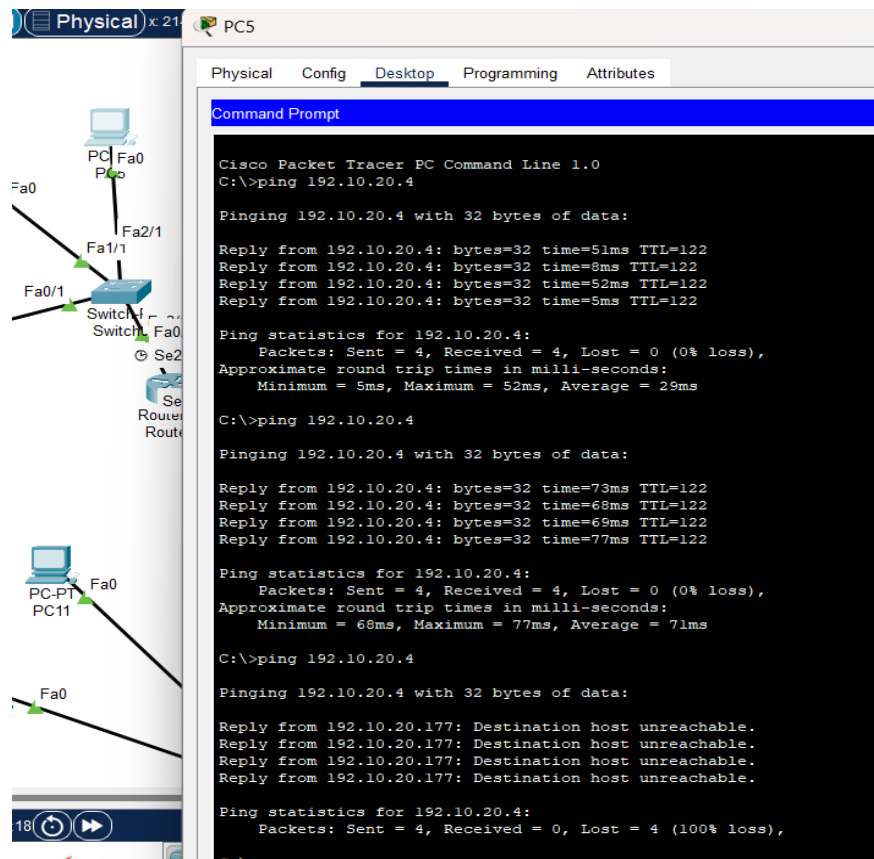 Physical x: 21
PC5
Physical Config Desktop Programming Attributes
Command Prompt
Cisco Packet Tracer PC Command Line 1.0
C:\>ping 192.10.20.4
Pinging 192.10.20.4 with 32 bytes of data:
Reply from 192.10.20.4: bytes=32 time=51ms TTL=122
Reply from 192.10.20.4: bytes=32 time=8ms TTL=122
Reply from 192.10.20.4: bytes=32 time=52ms TTL=122
Reply from 192.10.20.4: bytes=32 time=5ms TTL=122
Ping statistics for 192.10.20.4:
Packets: Sent = 4, Received = 4, Lost = 0 (0% loss),
Approximate round trip times in milli-seconds:
Minimum = 5ms, Maximum = 52ms, Average = 29ms
C:\>ping 192.10.20.4
Pinging 192.10.20.4 with 32 bytes of data:
Reply from 192.10.20.4: bytes=32 time=73ms TTL=122
Reply from 192.10.20.4: bytes=32 time=68ms TTL=122
Reply from 192.10.20.4: bytes=32 time=69ms TTL=122
Reply from 192.10.20.4: bytes=32 time=77ms TTL=122
Ping statistics for 192.10.20.4:
Packets: Sent = 4, Received = 4, Lost = 0 (0% loss),
Approximate round trip times in milli-seconds:
Minimum = 68ms, Maximum = 77ms, Average = 71ms
C:\>ping 192.10.20.4
Pinging 192.10.20.4 with 32 bytes of data:
Reply from 192.10.20.177: Destination host unreachable.
Reply from 192.10.20.177: Destination host unreachable.
Reply from 192.10.20.177: Destination host unreachable.
Reply from 192.10.20.177: Destination host unreachable.
Ping statistics for 192.10.20.4:
Packets: Sent = 4, Received = 0, Lost = 4 (100% loss),
PC Fa0
Fa0
Fa2/1
Fa1/1
Fa0/1
Switch
Fa0
Se2
Se
Route
PC-PT Fa0
PC11
Fa0
18